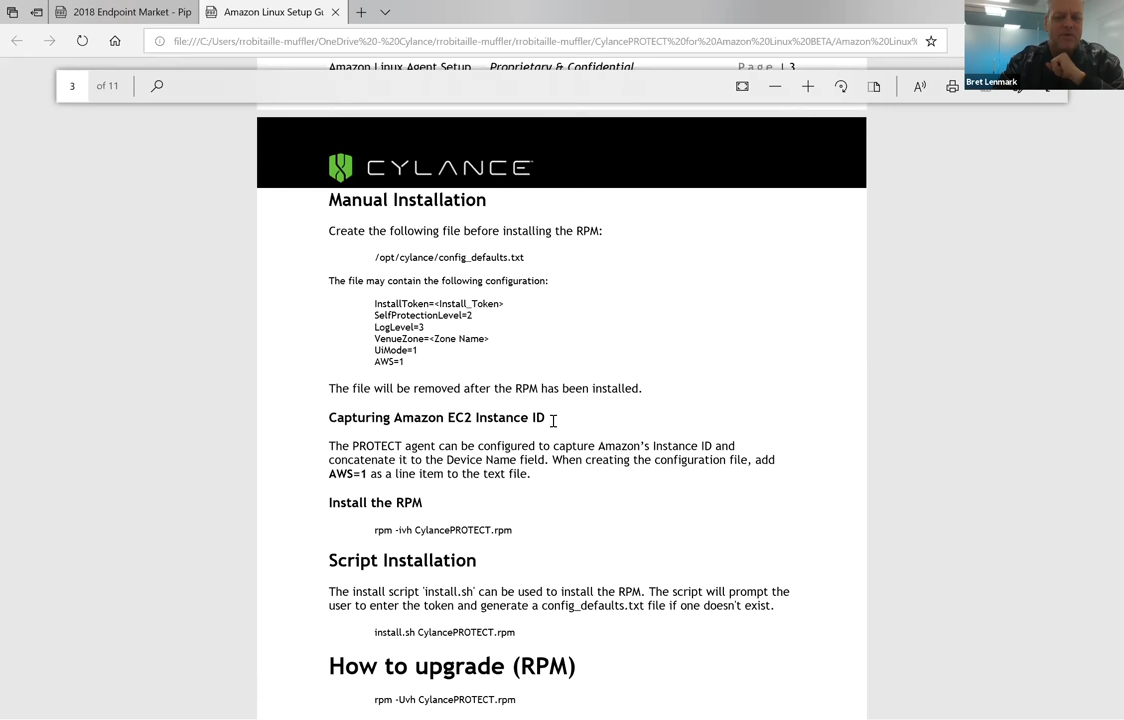 2018 Endpoint Market - Pip
Amazon Linux Setup Gu
file:///C:/Users/rrobitaille-muffler/OneDrive%20-%20Cylance/rrobitaille-muffler/rrobitaille-muffler/CylancePROTECT%20for%20Amazon%20Linux%20BETA/Amazon%20Linux%
Bret Lenmark
Amazon Linux Agent Setup Proprietary & Confidential Page | 3
3 of 11
CYLANCE
Manual Installation
Create the following file before installing the RPM:
/opt/cylance/config_defaults.txt
The file may contain the following configuration:
InstallToken=<Install_Token>
SelfProtectionLevel=2
LogLevel=3
VenueZone=<Zone Name>
UiMode=1
AWS=1
The file will be removed after the RPM has been installed.
Capturing Amazon EC2 Instance ID
The PROTECT agent can be configured to capture Amazon's Instance ID and
concatenate it to the Device Name field. When creating the configuration file, add
AWS=1 as a line item to the text file.
Install the RPM
rpm -ivh CylancePROTECT.rpm
Script Installation
The install script 'install.sh' can be used to install the RPM. The script will prompt the
user to enter the token and generate a config_defaults.txt file if one doesn't exist.
install.sh CylancePROTECT.rpm
How to upgrade (RPM)
rpm -Uvh CylancePROTECT.rpm